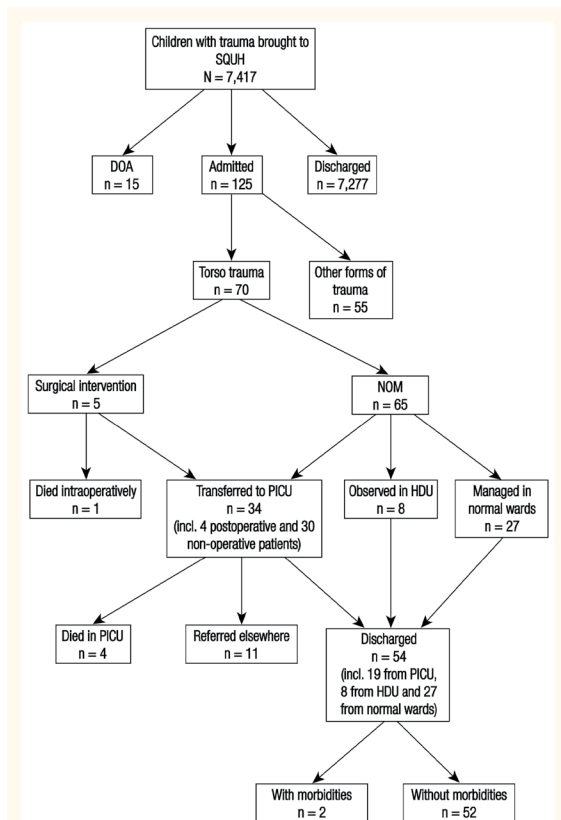 Children with trauma brought to
SQUH
N = 7,417
DOA
n = 15
Admitted
n = 125
Discharged
n = 7,277
Torso trauma
n = 70
Other forms of
trauma
n = 55
Surgical intervention
n = 5
NOM
n = 65
Died intraoperatively
n = 1
Transferred to PICU
n = 34
(incl. 4 postoperative and 30
non-operative patients)
Observed in HDU
n = 8
Managed in
normal wards
n = 27
Died in PICU
n = 4
Referred elsewhere
n = 11
Discharged
n = 54
(incl. 19 from PICU,
8 from HDU and 27
from normal wards)
With morbidities
n = 2
Without morbidities
n = 52